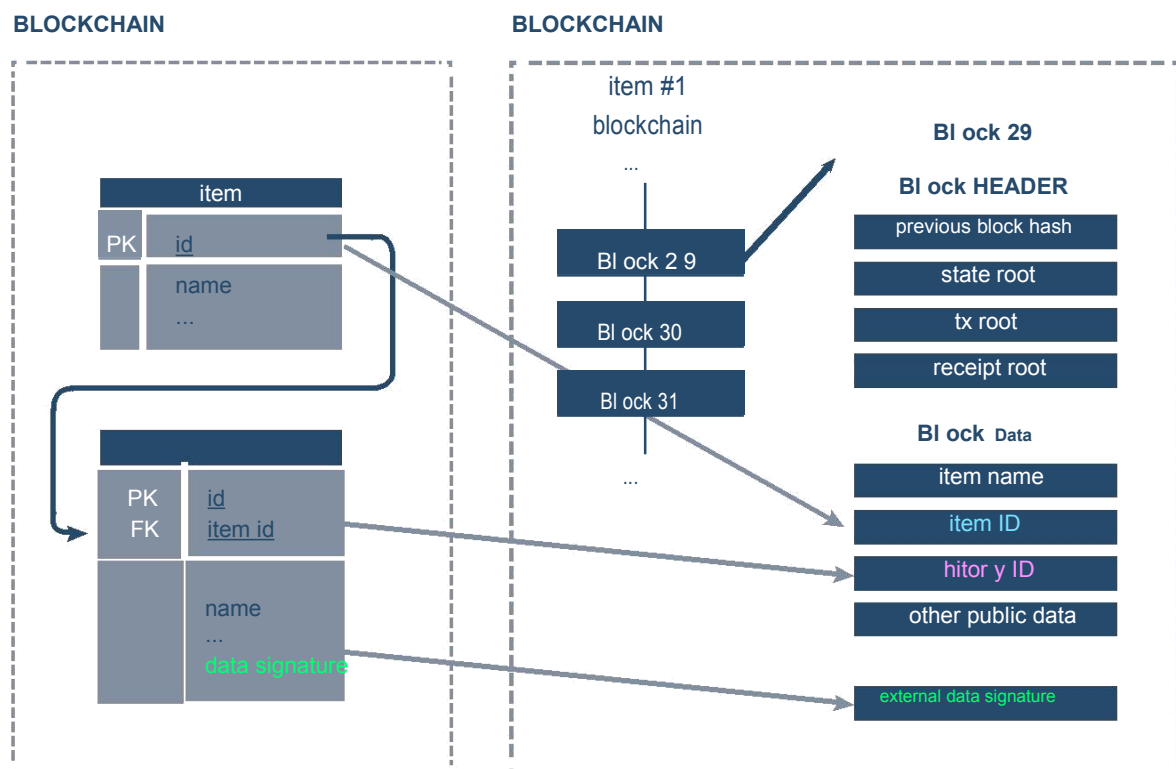 BLOCKCHAIN
item
PK
id
name
...
PK
id
FK
item id
name
...
data signature
BLOCKCHAIN
item #1
blockchain
...
Bl ock 2 9
Bl ock 30
Bl ock 31
...
Bl ock 29
Bl ock HEADER
previous block hash
state root
tx root
receipt root
Bl ock Data
item name
item ID
hitor y ID
other public data
external data signature